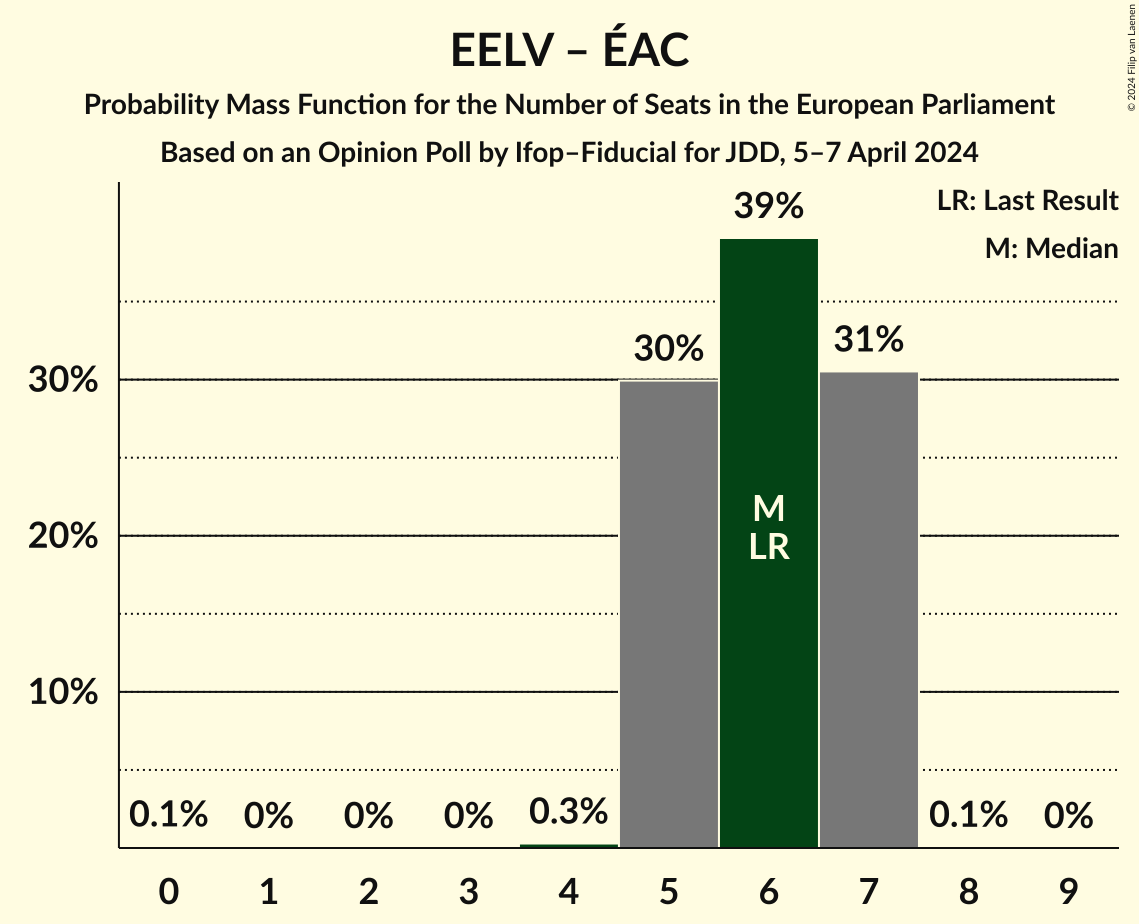 EELV – ÉAC
Probability Mass Function for the Number of Seats in the European Parliament
Based on an Opinion Poll by Ifop–Fiducial for JDD, 5–7 April 2024
© 2024 Filip van Laenen
LR: Last Result
M: Median
39%
30%
31%
30%
20%
10%
M
LR
0.1%
0%
0%
0%
0.3%
0.1%
0%
0
1
2
3
4
5
6
7
8
9